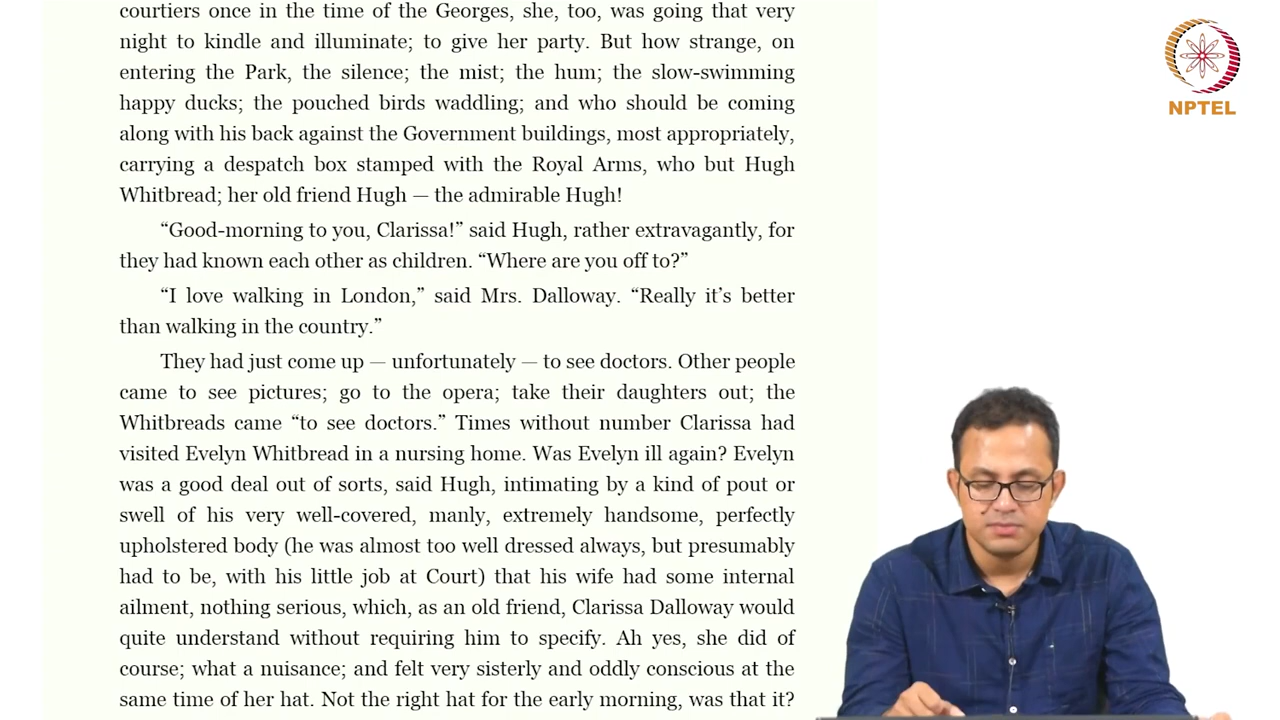 courtiers once in the time of the Georges, she, too, was going that very
night to kindle and illuminate; to give her party. But how strange, on
entering the Park, the silence; the mist; the hum; the slow-swimming
happy ducks; the pouched birds waddling; and who should be coming
along with his back against the Government buildings, most appropriately,
carrying a despatch box stamped with the Royal Arms, who but Hugh
Whitbread; her old friend Hugh — the admirable Hugh!
“Good-morning to you, Clarissa!” said Hugh, rather extravagantly, for
they had known each other as children. “Where are you off to?”
“I love walking in London,” said Mrs. Dalloway. “Really it’s better
than walking in the country.”
They had just come up — unfortunately — to see doctors. Other people
came to see pictures; go to the opera; take their daughters out; the
Whitbreads came “to see doctors.” Times without number Clarissa had
visited Evelyn Whitbread in a nursing home. Was Evelyn ill again? Evelyn
was a good deal out of sorts, said Hugh, intimating by a kind of pout or
swell of his very well-covered, manly, extremely handsome, perfectly
upholstered body (he was almost too well dressed always, but presumably
had to be, with his little job at Court) that his wife had some internal
ailment, nothing serious, which, as an old friend, Clarissa Dalloway would
quite understand without requiring him to specify. Ah yes, she did of
course; what a nuisance; and felt very sisterly and oddly conscious at the
same time of her hat. Not the right hat for the early morning, was that it?
NPTEL